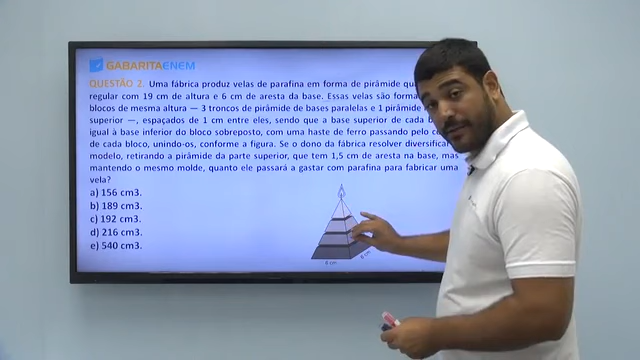 GABARITAENEM
QUESTÃO 2. Uma fábrica produz velas de parafina em forma de pirâmide
regular com 19 cm de altura e 6 cm de aresta da base. Essas velas são
blocos de mesma altura — 3 troncos de pirâmide de bases paralelas e 1 pirâmide
superior —, espaçados de 1 cm entre eles, sendo que a base superior de cada
igual à base inferior do bloco sobreposto, com uma haste de ferro passando pelo
de cada bloco, unindo-os, conforme a figura. Se o dono da fábrica resolver
modelo, retirando a pirâmide da parte superior, que tem 1,5 cm de aresta na base, mas
mantendo o mesmo molde, quanto ele passará a gastar com parafina para fabricar uma
vela?
a) 156 cm3.
b) 189 cm3.
c) 192 cm3.
d) 216 cm3.
e) 540 cm3.
6 cm
6 cm